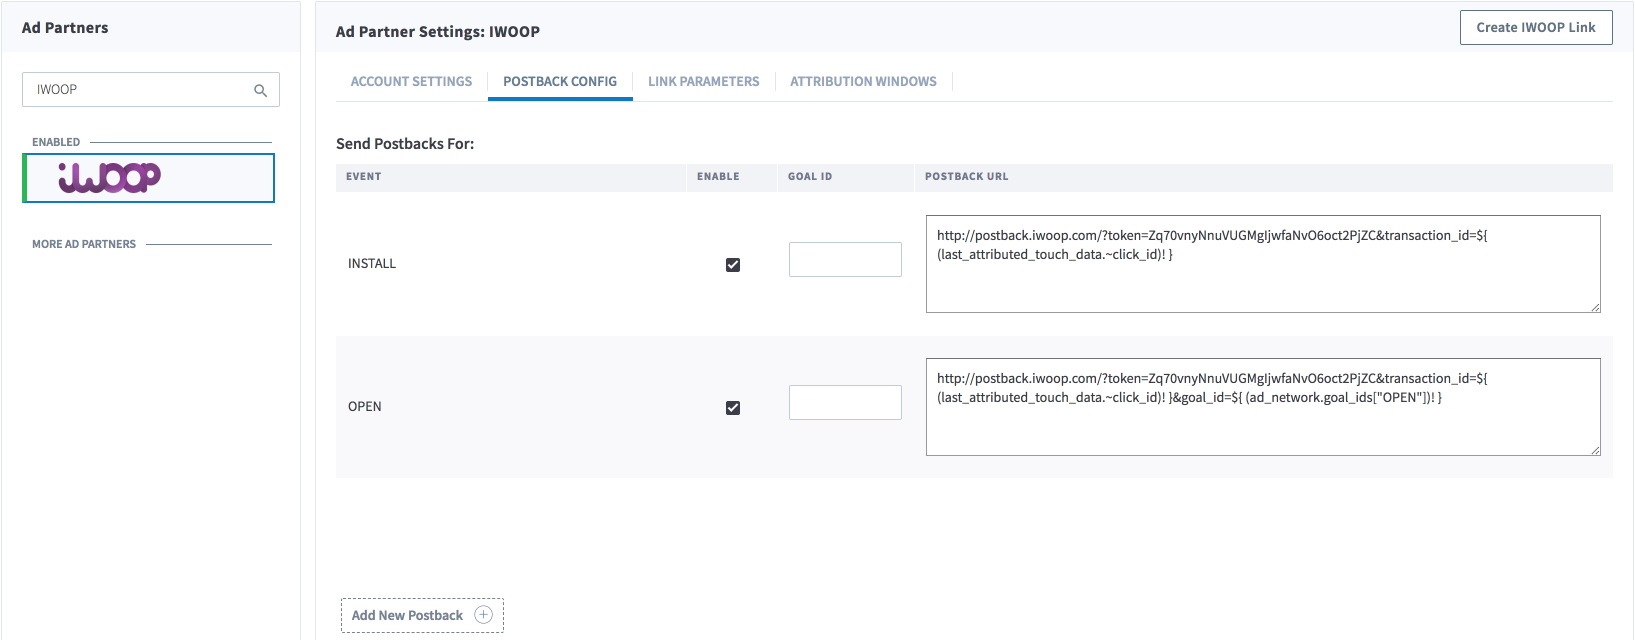 Ad Partners
IWOOP
ENABLED
iwoop
MORE AD PARTNERS
Ad Partner Settings: IWOOP
Create IWOOP Link
ACCOUNT SETTINGS
POSTBACK CONFIG
LINK PARAMETERS
ATTRIBUTION WINDOWS
Send Postbacks For:
EVENT ENABLE GOAL ID POSTBACK URL
INSTALL
http://postback.iwoop.com/?token=Zq70vnyNnuVUGMgIjwfaNvO6oct2PjZC&transaction_id=${
(last_attributed_touch_data.~click_id)! }
OPEN
http://postback.iwoop.com/?token=Zq70vnyNnuVUGMgIjwfaNvO6oct2PjZC&transaction_id=${
(last_attributed_touch_data.~click_id)! }&goal_id=${ (ad_network.goal_ids["OPEN"])! }
Add New Postback